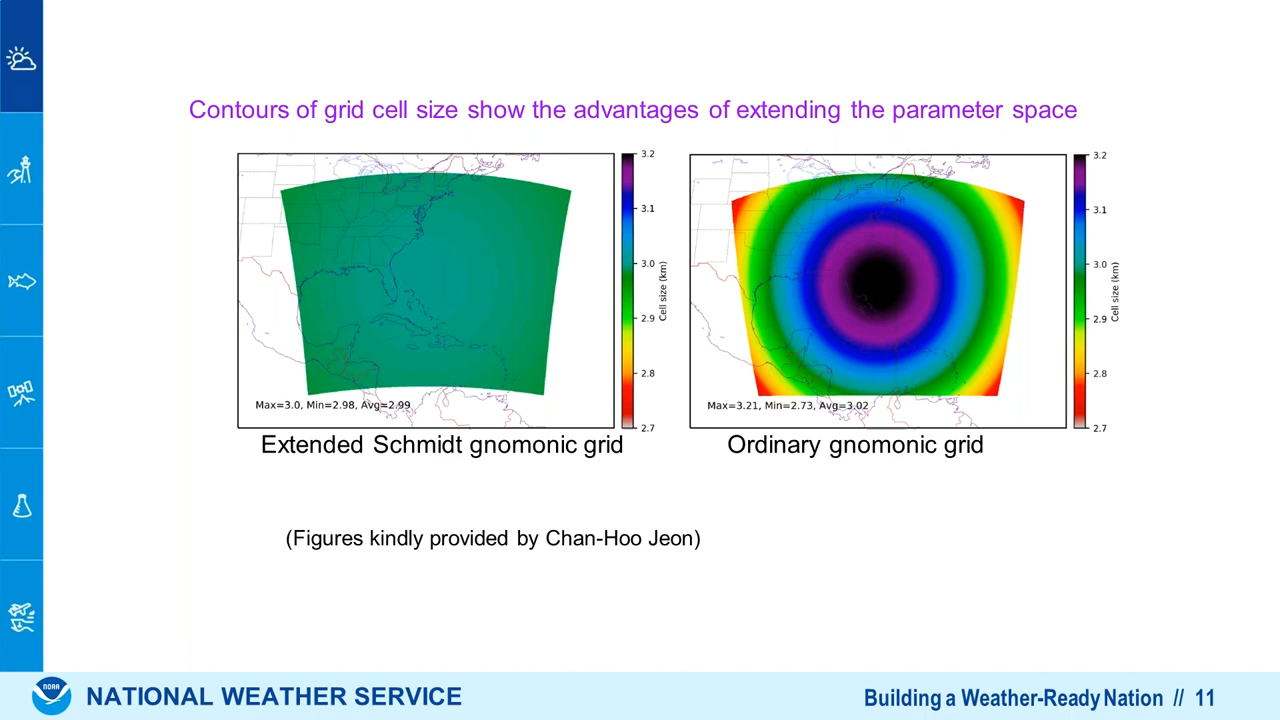 Contours of grid cell size show the advantages of extending the parameter space
3.2
3.1
3.0
2.9
2.8
2.7
Cell size (km)
Max=3.0, Min=2.98, Avg=2.99
Extended Schmidt gnomonic grid
3.2
3.1
3.0
2.9
2.8
2.7
Cell size (km)
Max=3.21, Min=2.73, Avg=3.02
Ordinary gnomonic grid
(Figures kindly provided by Chan-Hoo Jeon)
NOAA
NATIONAL WEATHER SERVICE
Building a Weather-Ready Nation // 11